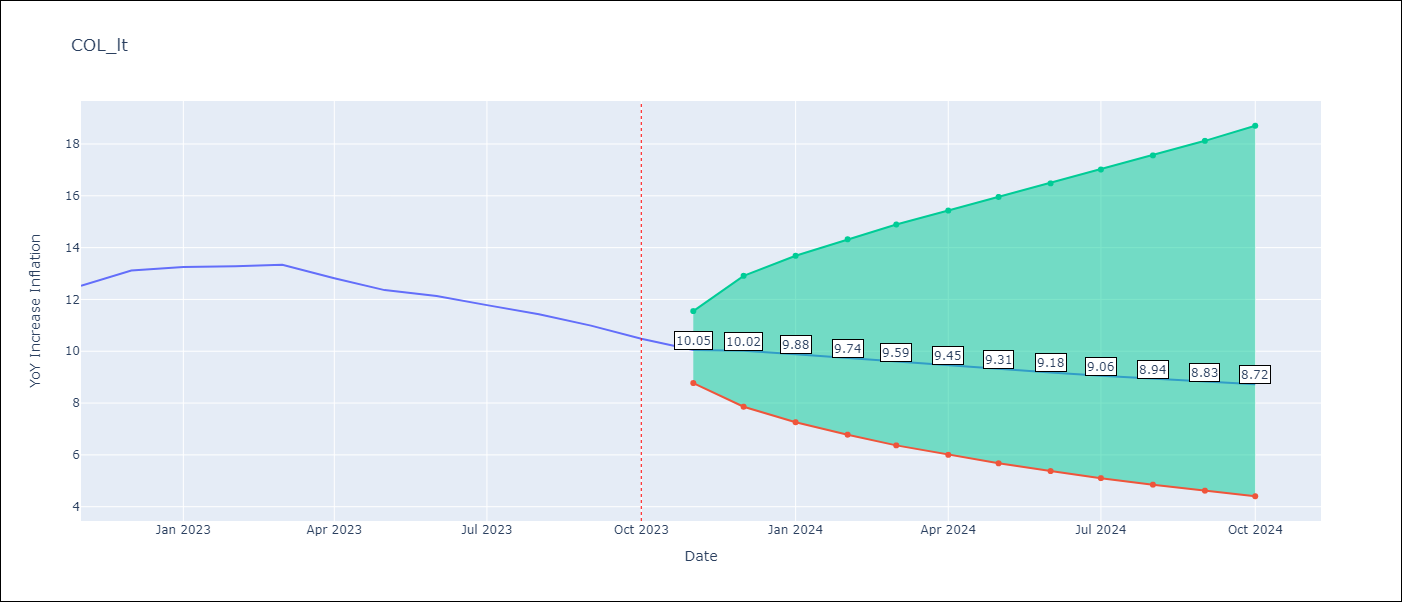 COL_lt
YoY Increase Inflation
18
16
14
12
10
8
6
4
10.05
10.02
9.88
9.74
9.59
9.45
9.31
9.18
9.06
8.94
8.83
8.72
Jan 2023
Apr 2023
Jul 2023
Oct 2023
Jan 2024
Apr 2024
Jul 2024
Oct 2024
Date